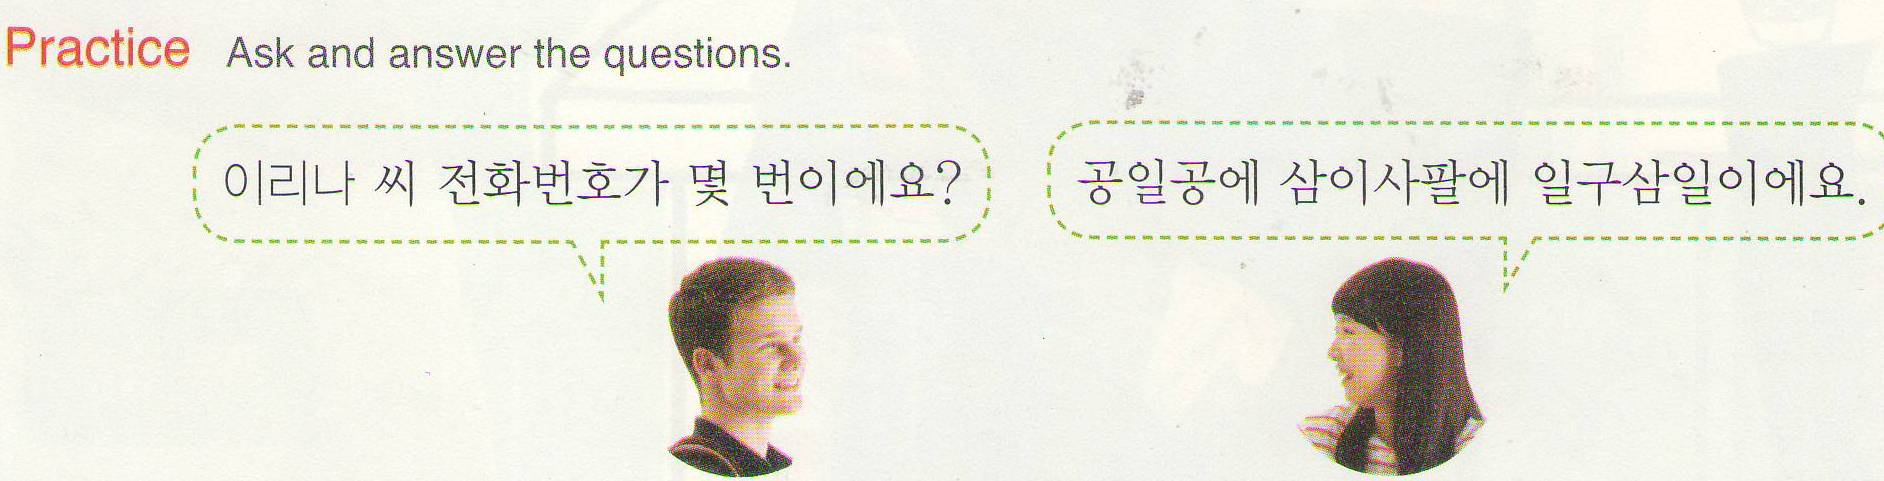 Practice Ask and answer the questions.
이리나 씨 전화번호가 몇 번이에요?
공일공에 삼이사팔에 일구삼일이에요.